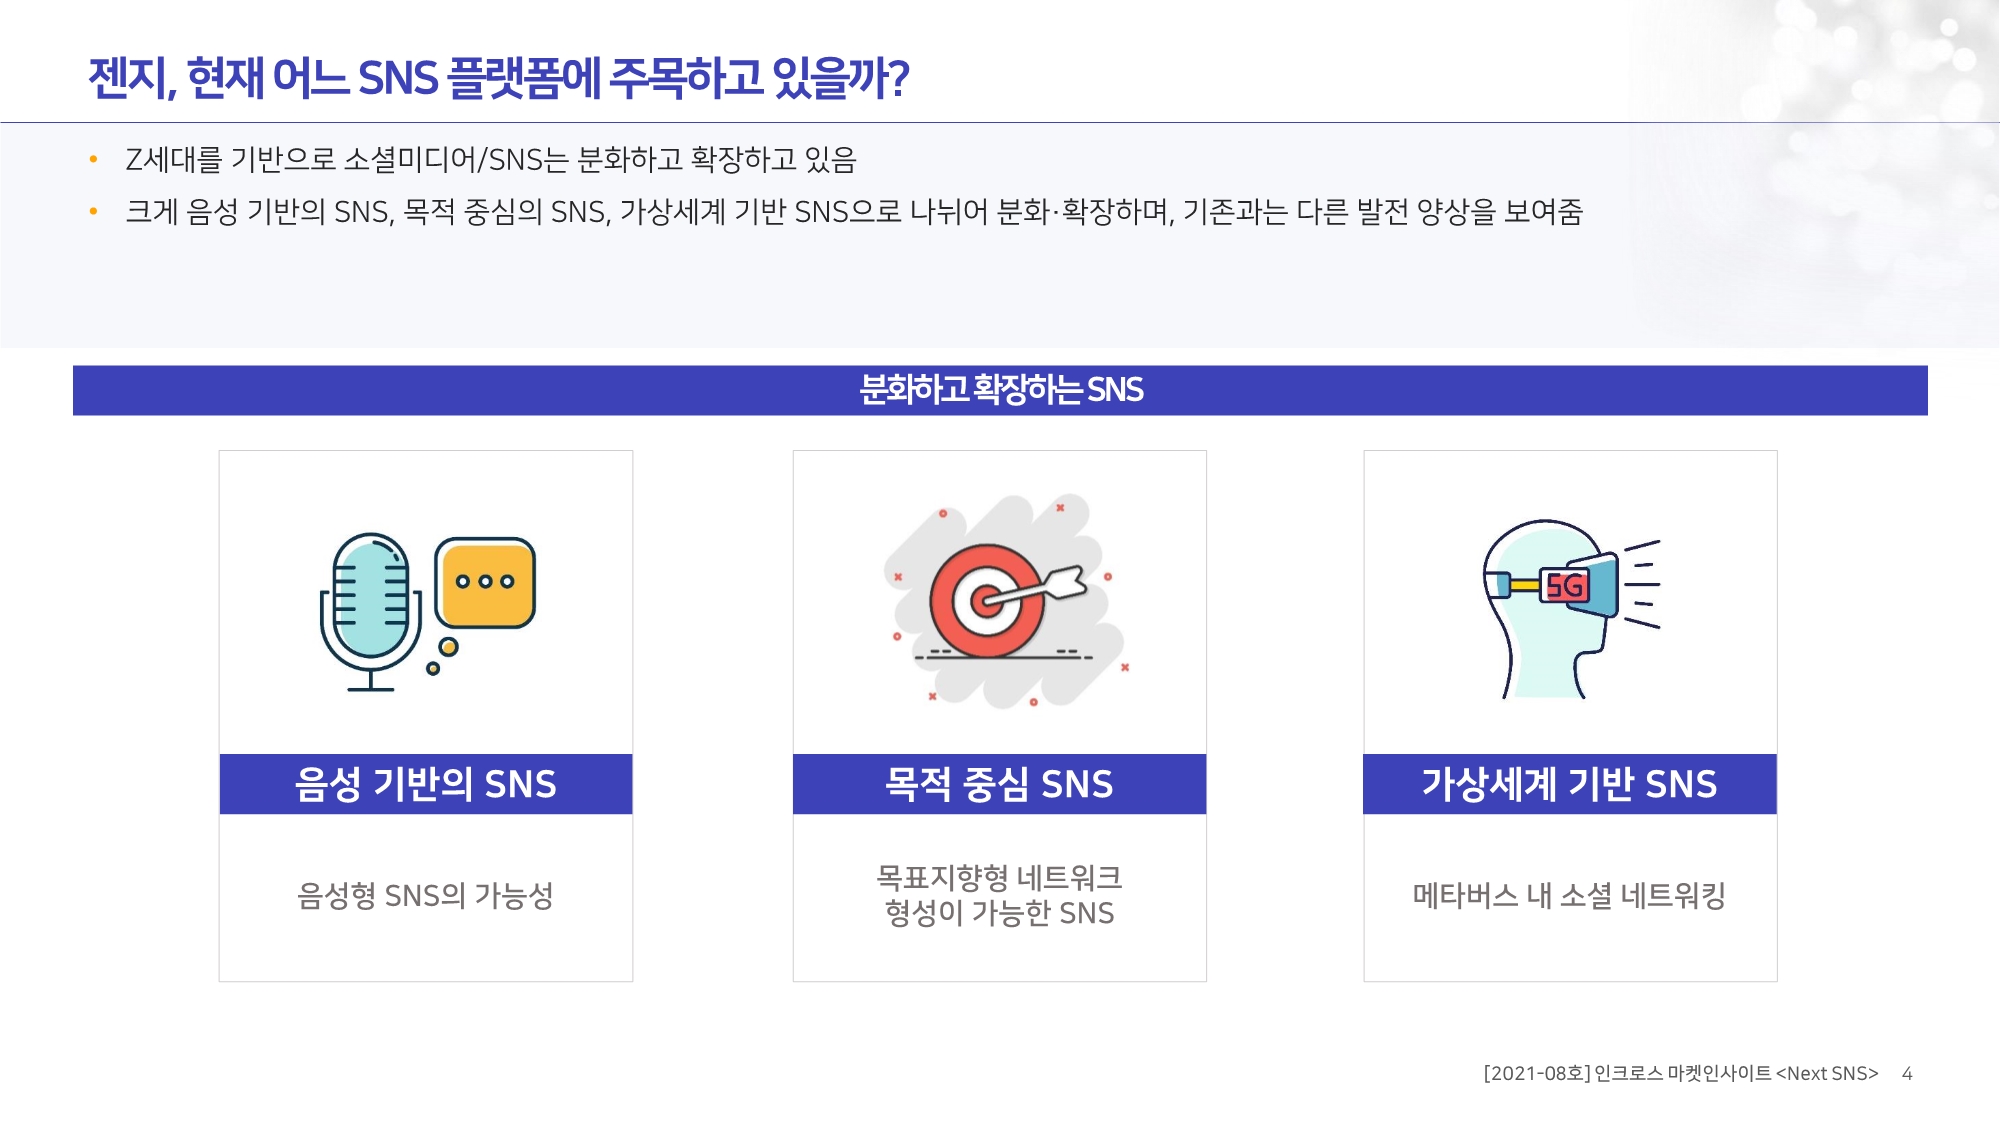 젠지, 현재 어느 SNS 플랫폼에 주목하고 있을까?
• Z세대를 기반으로 소셜미디어/SNS는 분화하고 확장하고 있음
• 크게 음성 기반의 SNS, 목적 중심의 SNS, 가상세계 기반 SNS으로 나뉘어 분화·확장하며, 기존과는 다른 발전 양상을 보여줌
분화하고 확장하는 SNS
5G
음성 기반의 SNS
음성형 SNS의 가능성
목적 중심 SNS
목표지향형 네트워크
형성이 가능한 SNS
가상세계 기반 SNS
메타버스 내 소셜 네트워킹
[2021-08호] 인크로스 마켓인사이트 <Next SNS> 4